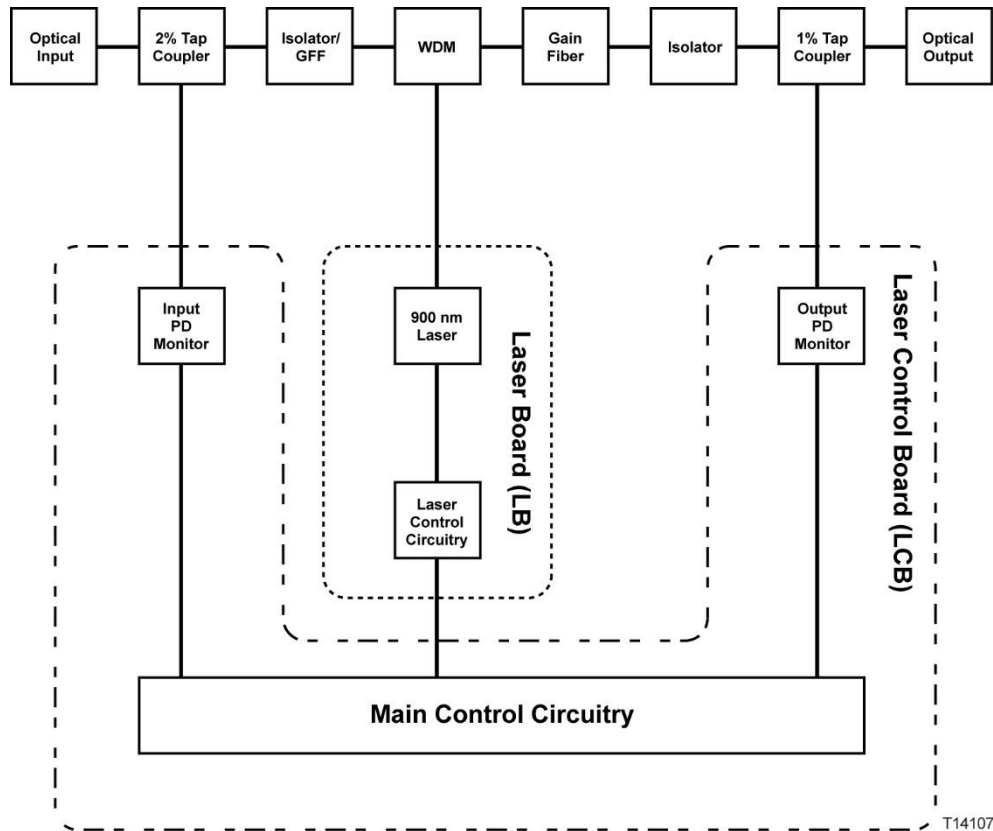 Optical
Input
2% Tap
Coupler
Isolator/
GFF
WDM
Gain
Fiber
Isolator
1% Tap
Coupler
Optical
Output
Input
PD
Monitor
900 nm
Laser
Laser
Control
Circuitry
Laser Board (LB)
Output
PD
Monitor
Laser Control Board (LCB)
Main Control Circuitry
T14107